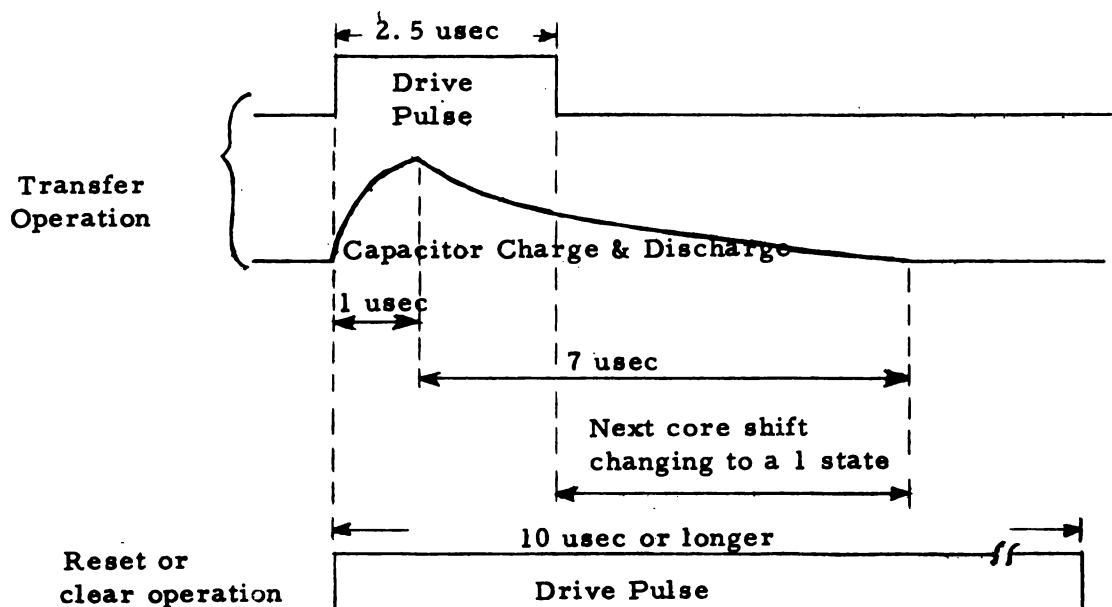 2.5 usec
Drive
Pulse
Transfer
Operation
Capacitor Charge & Discharge
1 usec
7 usec
Next core shift
changing to a 1 state
10 usec or longer
Reset or
clear operation
Drive Pulse